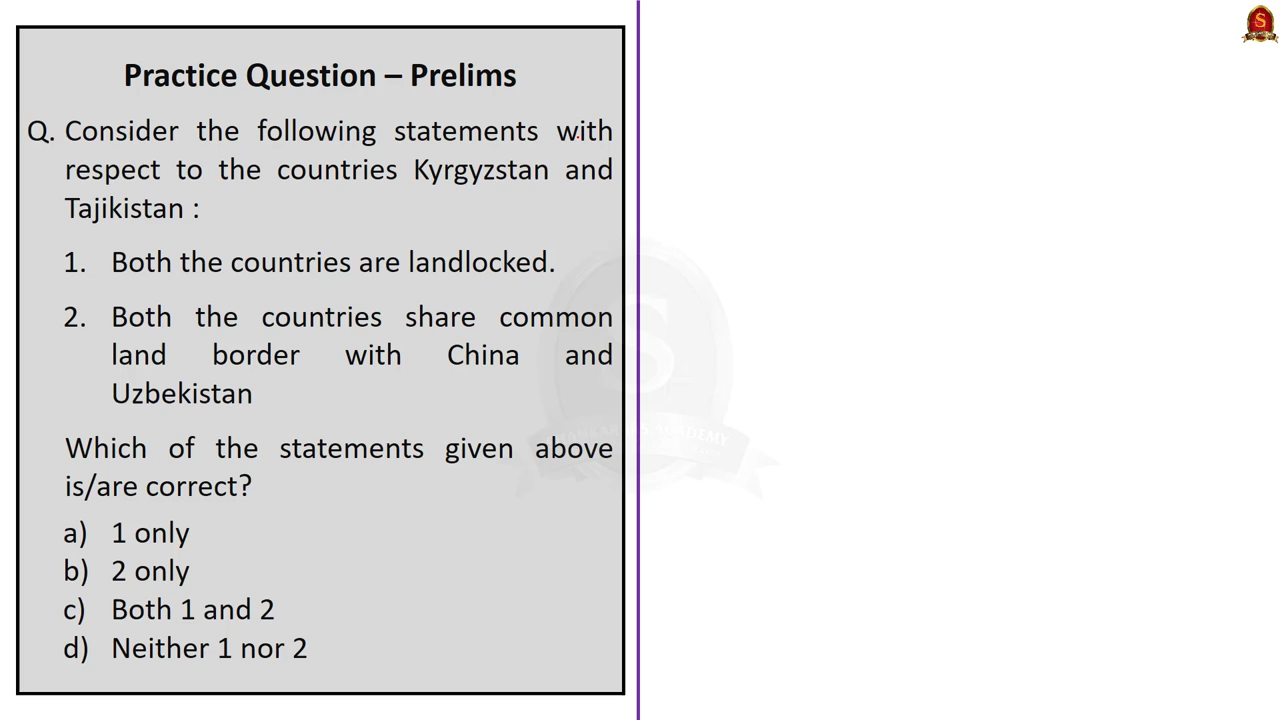 Practice Question – Prelims
Q. Consider the following statements with
respect to the countries Kyrgyzstan and
Tajikistan :
1. Both the countries are landlocked.
2. Both the countries share common
land border with China and
Uzbekistan
Which of the statements given above
is/are correct?
a) 1 only
b) 2 only
c) Both 1 and 2
d) Neither 1 nor 2
S